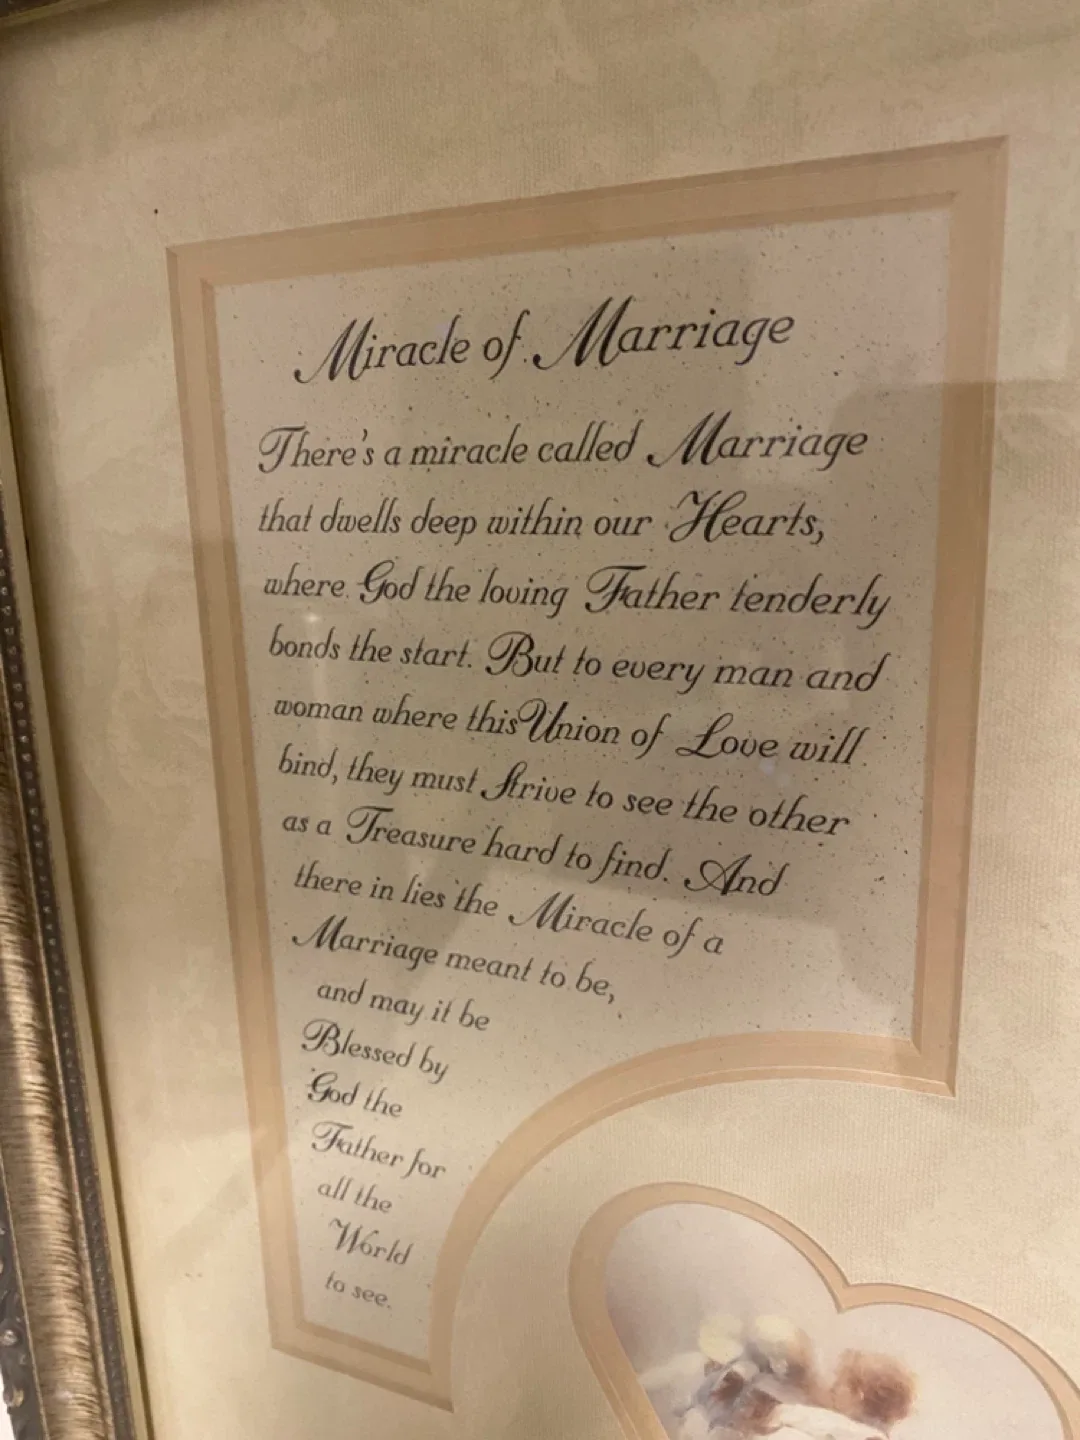 Miracle of Marriage
There's a miracle called Marriage
that dwells deep within our Hearts,
where God the loving Father tenderly
bonds the start. But to every man and
woman where this Union of Love will
bind, they must Strive to see the other
as a Treasure hard to find. And
there in lies the Miracle of a
Marriage meant to be,
and may it be
Blessed by
God the
Father for
all the
World
to see.